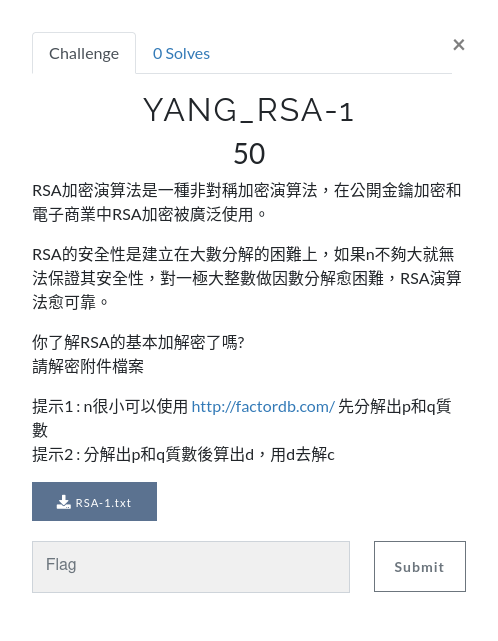 Challenge
0 Solves
×
YANG_RSA-1
50
RSA加密演算法是一種非對稱加密演算法，在公開金鑰加密和
電子商業中RSA加密被廣泛使用。
RSA的安全性是建立在大數分解的困難上，如果n不夠大就無
法保證其安全性，對一極大整數做因數分解愈困難，RSA演算
法愈可靠。
你了解RSA的基本加解密了嗎?
請解密附件檔案
提示1 : n很小可以使用 http://factordb.com/ 先分解出p和q質
數
提示2 : 分解出p和q質數後算出d，用d去解c
RSA-1.txt
Flag
Submit